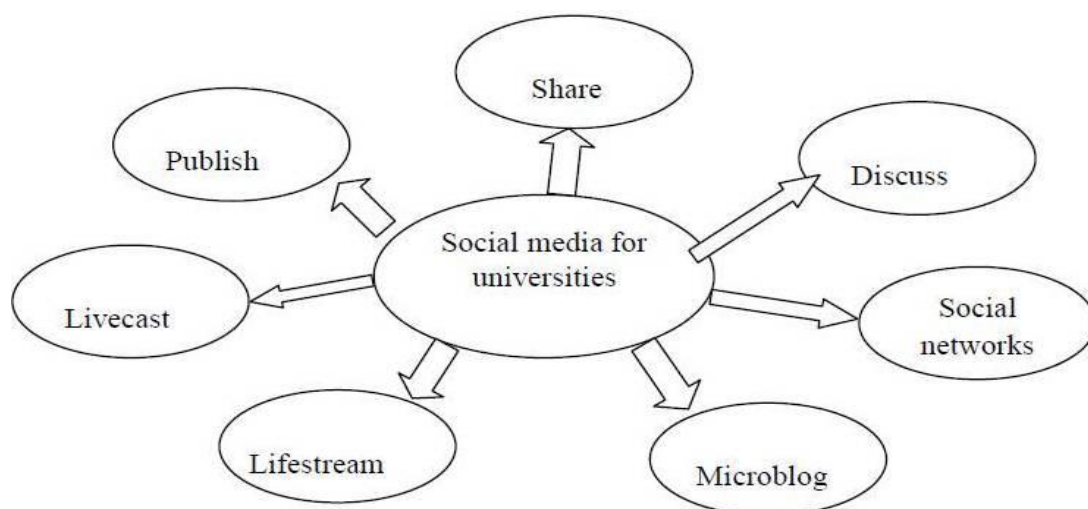 Share
Publish
Discuss
Social media for
universities
Livecast
Social
networks
Lifestream
Microblog